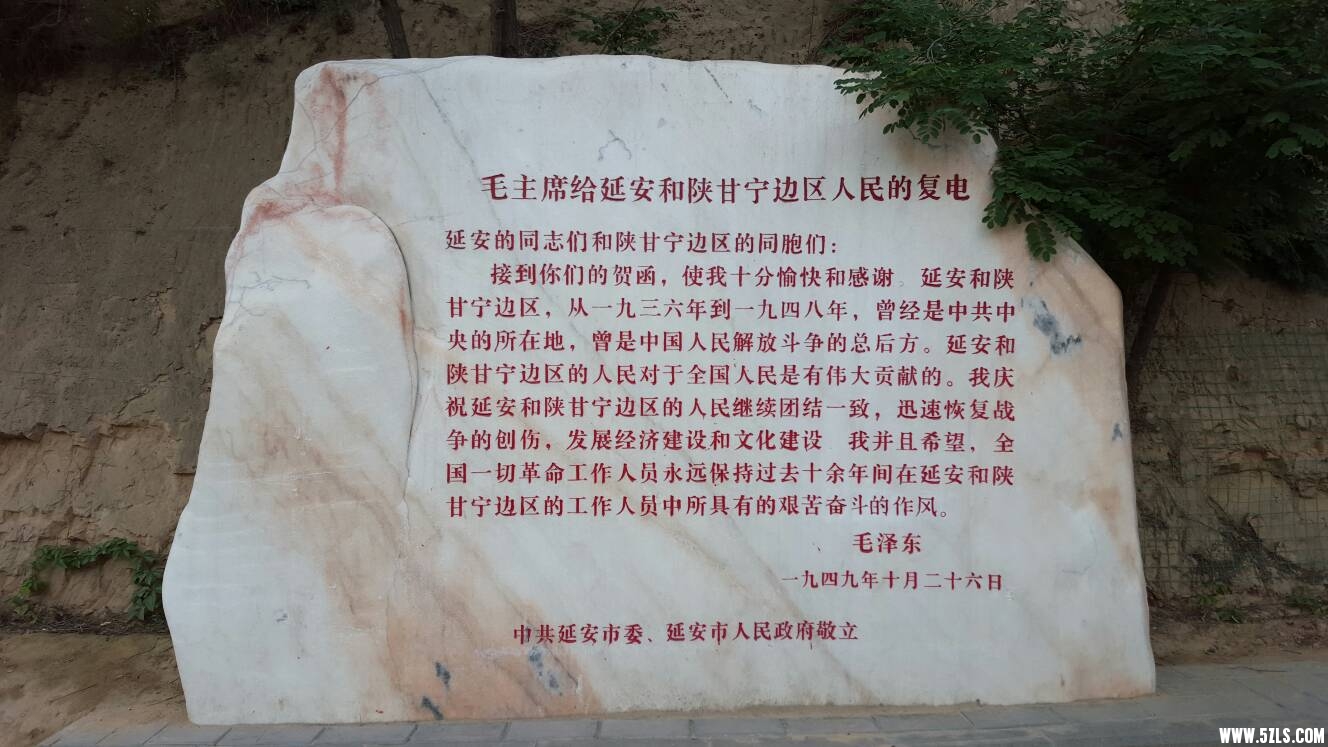 毛主席给延安和陕甘宁边区人民的复电
延安的同志们和陕甘宁边区的同胞们：
接到你们的贺函，使我十分愉快和感谢。延安和陕
甘宁边区，从一九三六年到一九四八年，曾经是中共中
央的所在地，曾是中国人民解放斗争的总后方。延安和
陕甘宁边区的人民对于全国人民是有伟大贡献的。我庆
祝延安和陕甘宁边区的人民继续团结一致，迅速恢复战
争的创伤，发展经济建设和文化建设 我并且希望，全
国一切革命工作人员永远保持过去十余年间在延安和陕
甘宁边区的工作人员中所具有的艰苦奋斗的作风。
毛泽东
一九四九年十月二十六日
中共延安市委、延安市人民政府敬立
WWW.5ZLS.COM